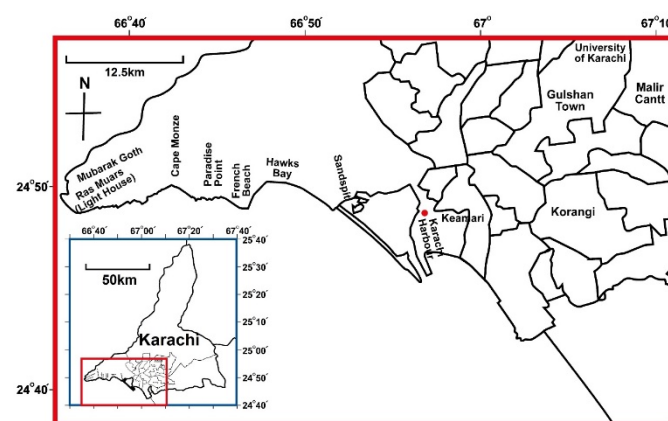 66°40'
66°50'
67°
67°10
12.5km
N
University
of Karachi
Gulshan
Town
Malir
Cantt
Mubarak Goth
Ras Muars
(Light House)
Cape Monze
Paradise
Point
French
Beach
Hawks
Bay
Sandspit
Keamari
Karachi
Harbour
Korangi
24°50'
24°40'
66°40'
67°00'
67°20'
67°40'
50km
Karachi
25°40'
25°30'
25°20'
25°10'
25°00'
24°50'
24°40'